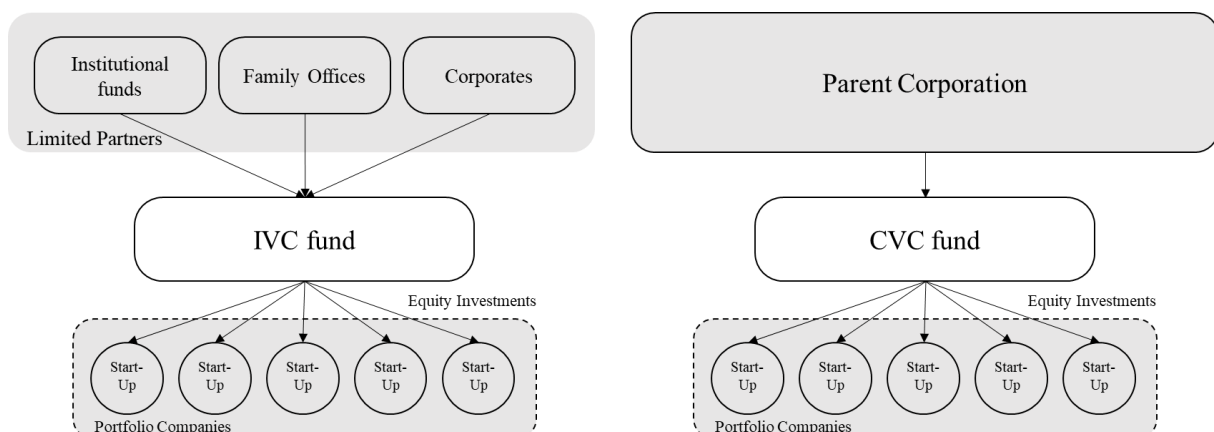 Institutional
funds
Family Offices
Corporates
Limited Partners
IVC fund
Equity Investments
Start-
Up
Start-
Up
Start-
Up
Start-
Up
Start-
Up
Portfolio Companies
Parent Corporation
CVC fund
Equity Investments
Start-
Up
Start-
Up
Start-
Up
Start-
Up
Start-
Up
Portfolio Companies